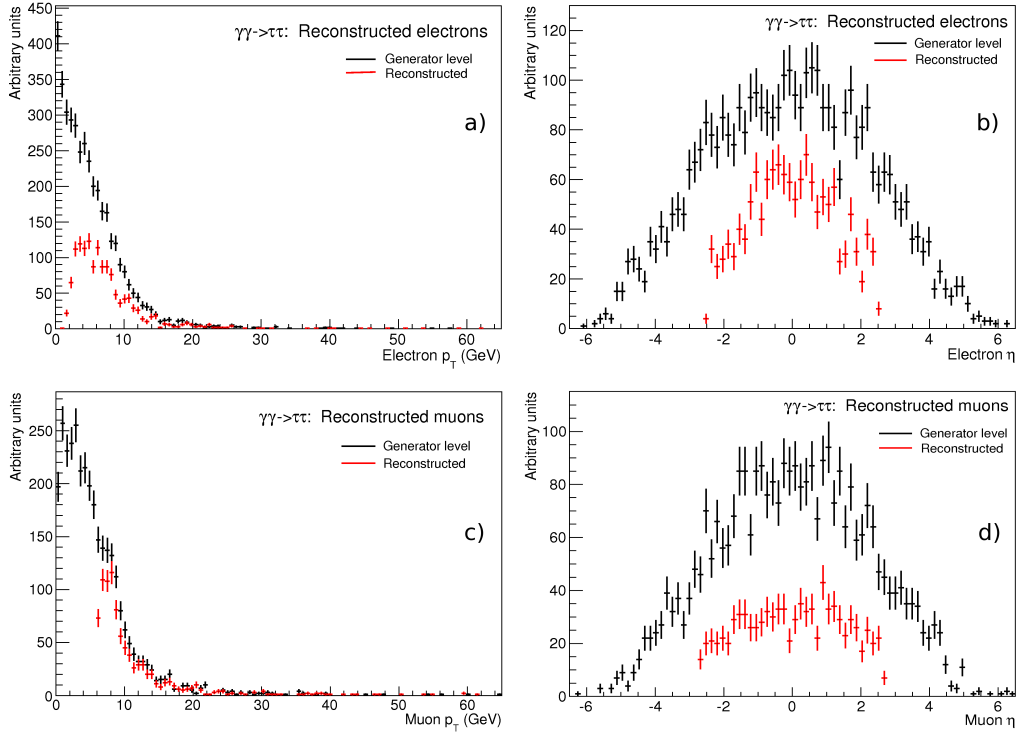 γγ->ττ: Reconstructed electrons
Generator level
Reconstructed
a)
Arbitrary units
450
400
350
300
250
200
150
100
50
0
0 10 20 30 40 50 60
Electron pT (GeV)
γγ->ττ: Reconstructed electrons
Generator level
Reconstructed
b)
Arbitrary units
120
100
80
60
40
20
0
-6 -4 -2 0 2 4 6
Electron η
γγ->ττ: Reconstructed muons
Generator level
Reconstructed
c)
Arbitrary units
250
200
150
100
50
0
0 10 20 30 40 50 60
Muon pT (GeV)
γγ->ττ: Reconstructed muons
Generator level
Reconstructed
d)
Arbitrary units
100
80
60
40
20
0
-6 -4 -2 0 2 4 6
Muon η